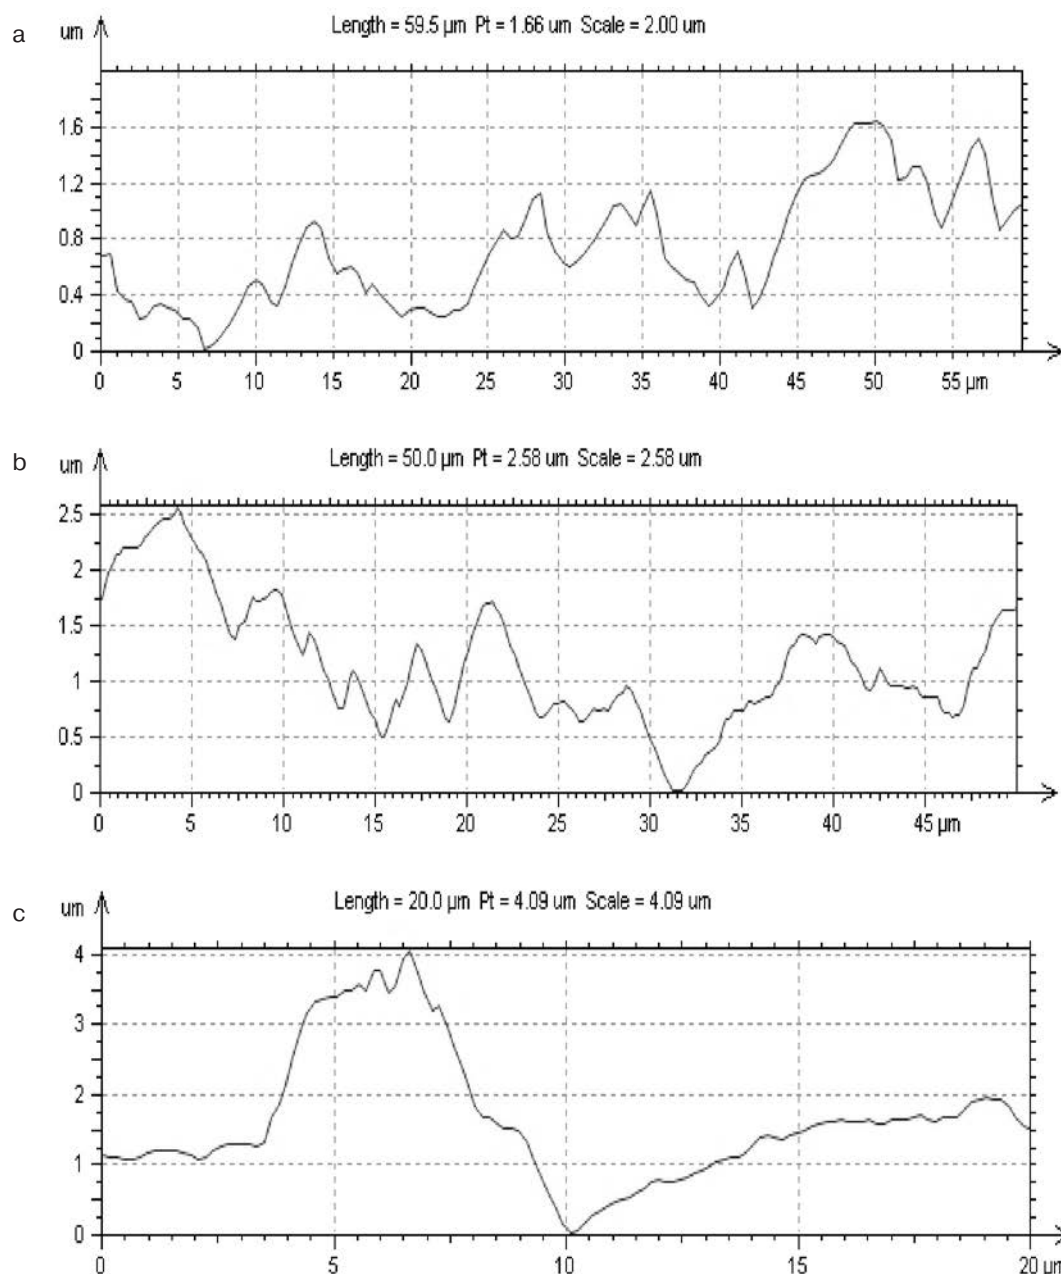 a
um
Length = 59.5 µm Pt = 1.66 um Scale = 2.00 um
1.6
1.2
0.8
0.4
0
0 5 10 15 20 25 30 35 40 45 50 55 µm
b
um
Length = 50.0 µm Pt = 2.58 um Scale = 2.58 um
2.5
2
1.5
1
0.5
0
0 5 10 15 20 25 30 35 40 45 µm
c
um
Length = 20.0 µm Pt = 4.09 um Scale = 4.09 um
4
3
2
1
0
0 5 10 15 20 µm